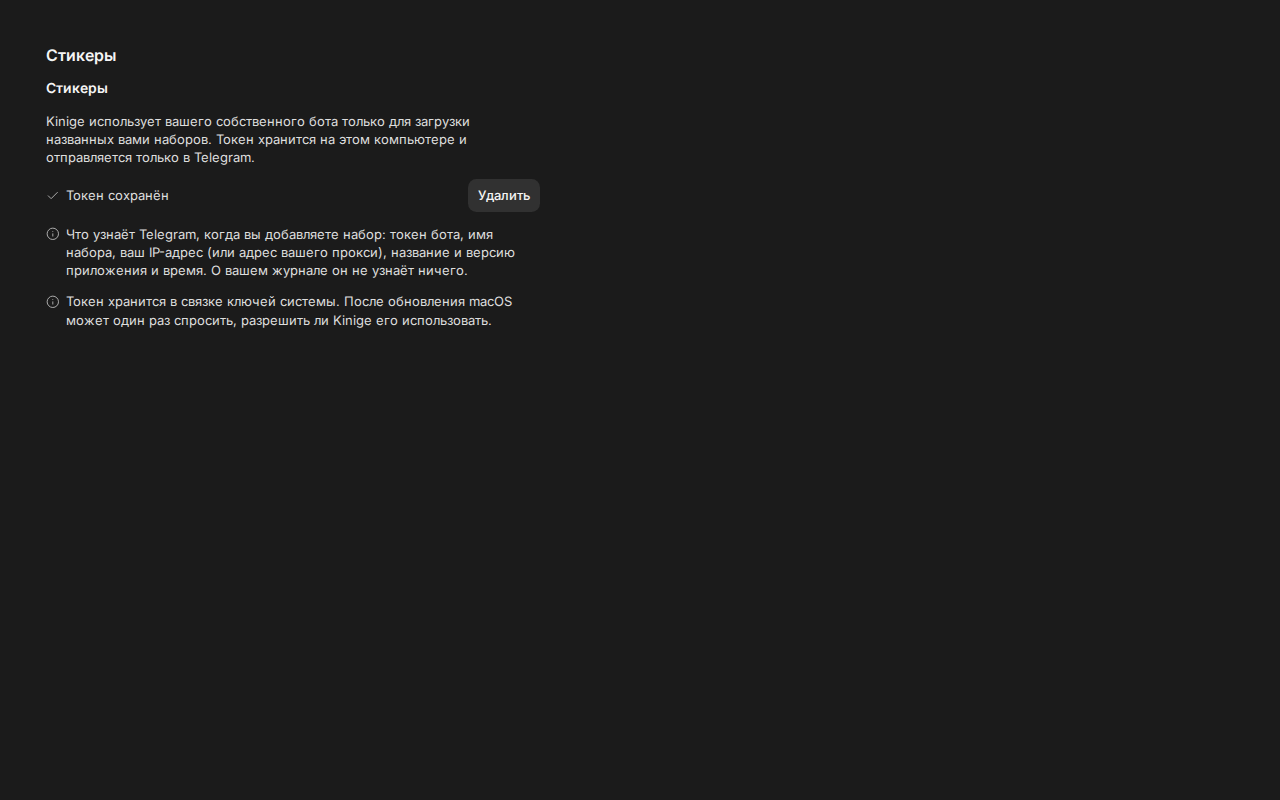 Стикеры
Стикеры
Kinige использует вашего собственного бота только для загрузки
названных вами наборов. Токен хранится на этом компьютере и
отправляется только в Telegram.
Токен сохранён
Удалить
Что узнаёт Telegram, когда вы добавляете набор: токен бота, имя
набора, ваш IP-адрес (или адрес вашего прокси), название и версию
приложения и время. О вашем журнале он не узнаёт ничего.
Токен хранится в связке ключей системы. После обновления macOS
может один раз спросить, разрешить ли Kinige его использовать.